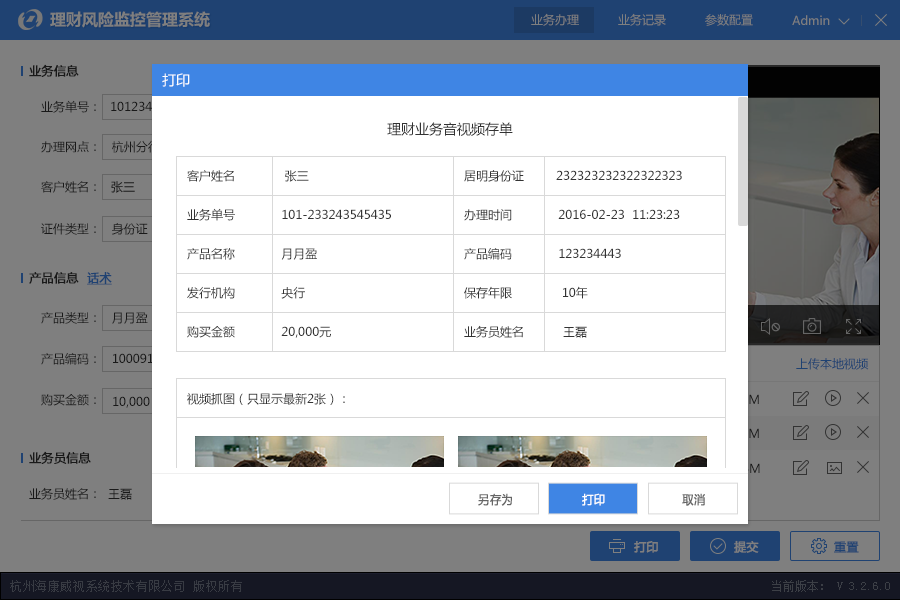 理财风险监控管理系统 业务办理 业务记录 参数配置 Admin
业务信息
业务单号： 101234
办理网点： 杭州分
客户姓名： 张三
证件类型： 身份证
产品信息 话术
产品类型： 月月盈
产品编码： 100091
购买金额： 10,000
业务员信息
业务员姓名： 王磊
打印
理财业务音视频存单
客户姓名 张三 居明身份证 232323232322322323
业务单号 101-233243545435 办理时间 2016-02-23 11:23:23
产品名称 月月盈 产品编码 123234443
发行机构 央行 保存年限 10年
购买金额 20,000元 业务员姓名 王磊
视频抓图（只显示最新2张）：
另存为 打印 取消
上传本地视频
M
M
M
打印 提交 重置
杭州海康威视系统技术有限公司 版权所有 当前版本： V 3.2.6.0